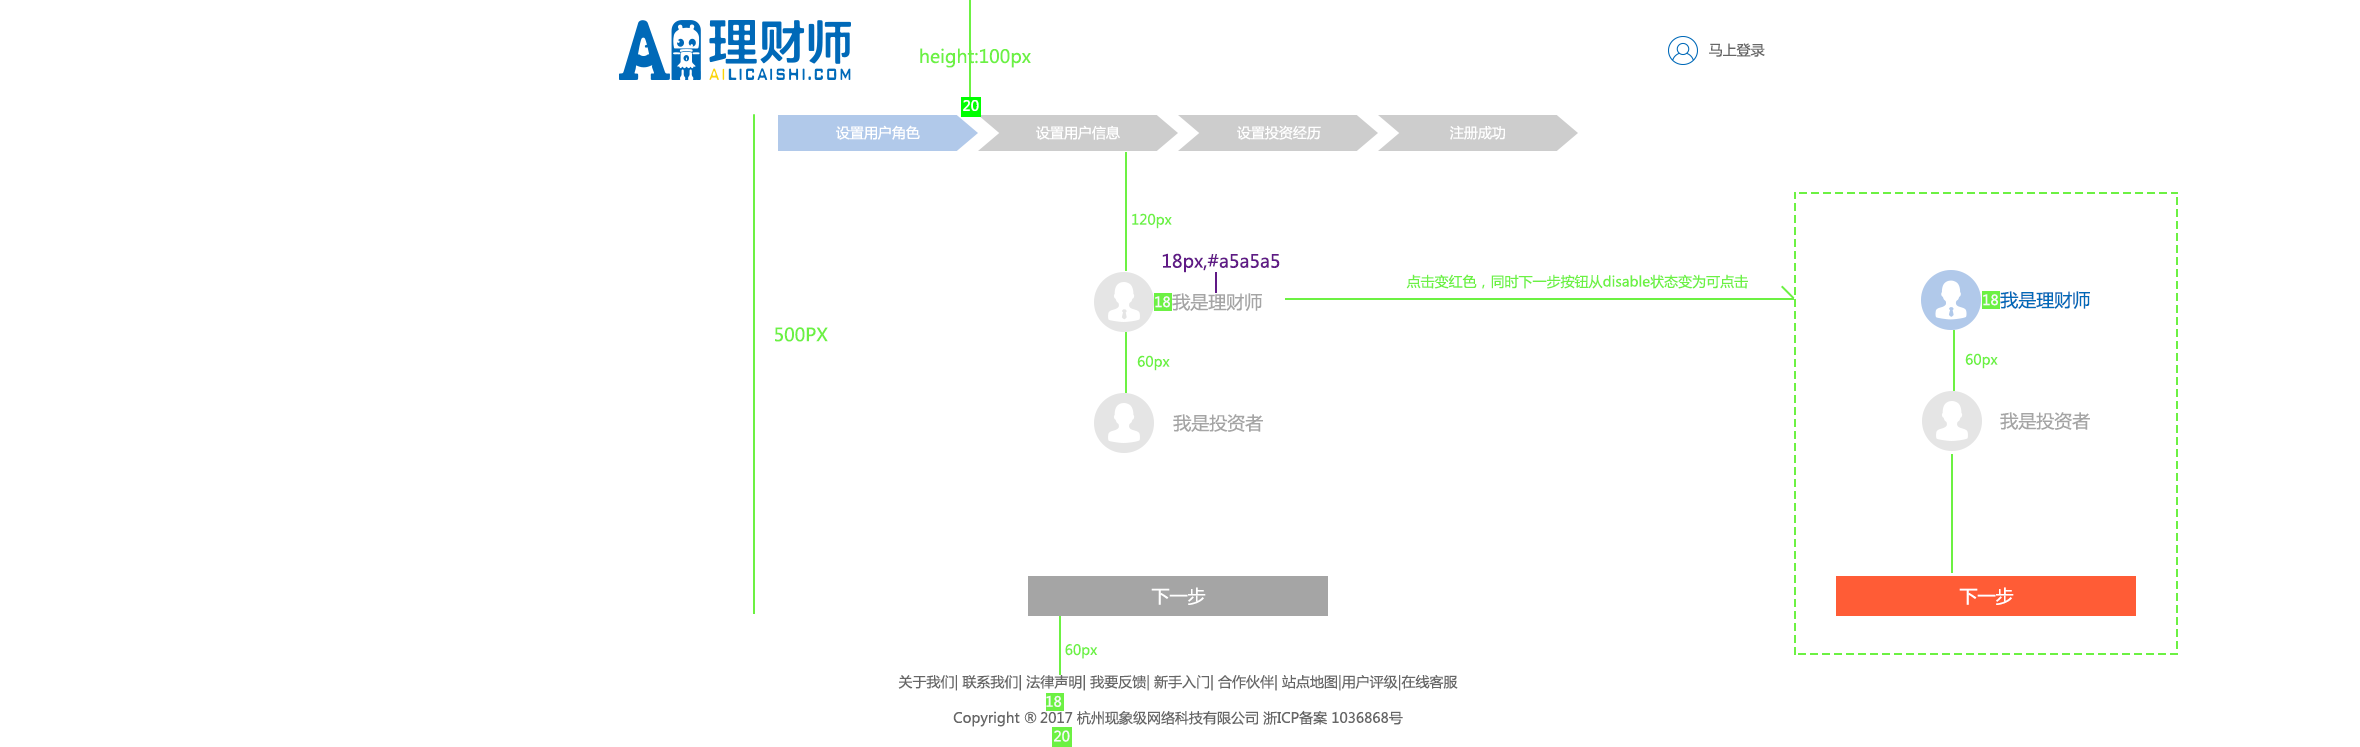 AI理财师
AILICAISHI.COM
height:100px
马上登录
20
设置用户角色
设置用户信息
设置投资经历
注册成功
120px
18px,#a5a5a5
点击变红色，同时下一步按钮从disable状态变为可点击
18我是理财师
18我是理财师
500PX
60px
60px
我是投资者
我是投资者
下一步
下一步
60px
关于我们| 联系我们| 法律声明| 我要反馈| 新手入门| 合作伙伴| 站点地图|用户评级|在线客服
18
Copyright ® 2017 杭州现象级网络科技有限公司 浙ICP备案 1036868号
20